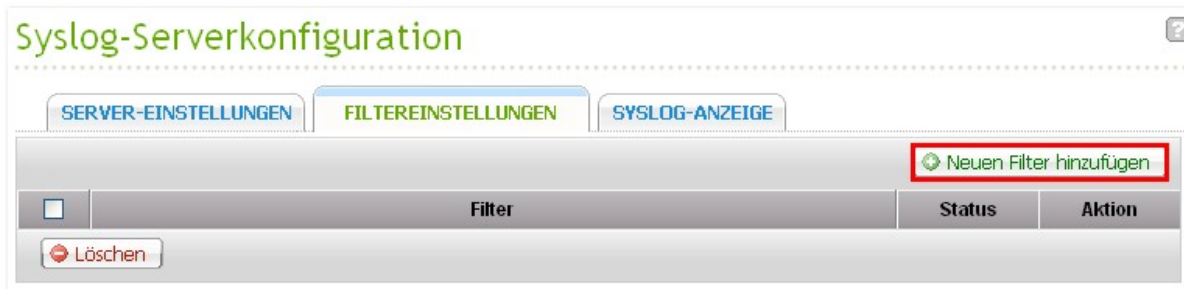 Syslog-Serverkonfiguration
?
SERVER-EINSTELLUNGEN FILTEREINSTELLUNGEN SYSLOG-ANZEIGE
Neuen Filter hinzufügen
Filter Status Aktion
Löschen